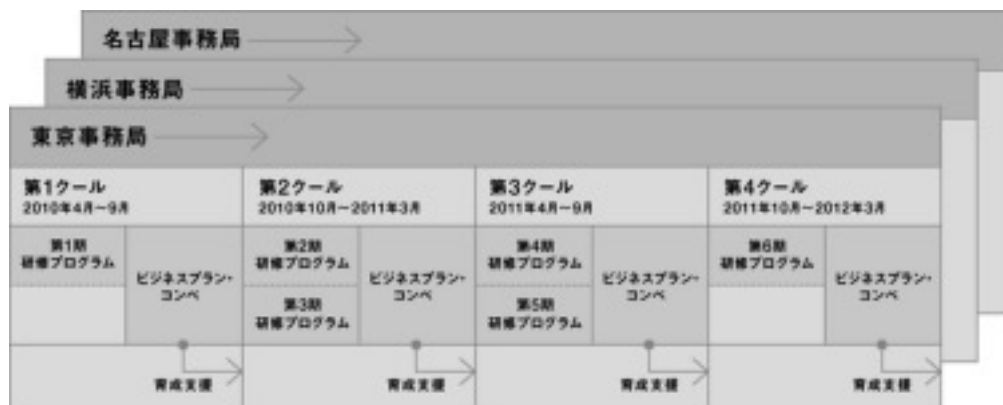 名古屋事務局
横浜事務局
東京事務局
第1クール
2010年4月〜9月
第2クール
2010年10月〜2011年3月
第3クール
2011年4月〜9月
第4クール
2011年10月〜2012年3月
第1期
研修プログラム
ビジネスプラン・
コンペ
第2期
研修プログラム
第3期
研修プログラム
ビジネスプラン・
コンペ
第4期
研修プログラム
第5期
研修プログラム
ビジネスプラン・
コンペ
第6期
研修プログラム
ビジネスプラン・
コンペ
育成支援
育成支援
育成支援
育成支援